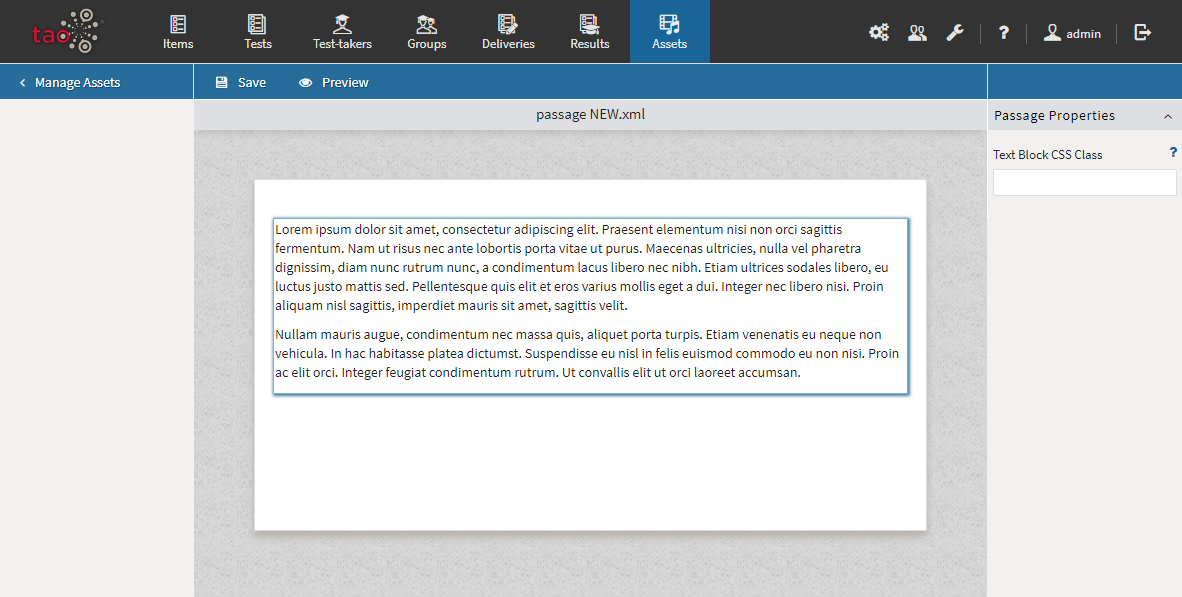 tao
Items
Tests
Test-takers
Groups
Deliveries
Results
Assets
?
admin
Manage Assets
Save
Preview
passage NEW.xml
Passage Properties
Text Block CSS Class
?
Lorem ipsum dolor sit amet, consectetur adipiscing elit. Praesent elementum nisi non orci sagittis
fermentum. Nam ut risus nec ante lobortis porta vitae ut purus. Maecenas ultricies, nulla vel pharetra
dignissim, diam nunc rutrum nunc, a condimentum lacus libero nec nibh. Etiam ultrices sodales libero, eu
luctus justo mattis sed. Pellentesque quis elit et eros varius mollis eget a dui. Integer nec libero nisi. Proin
aliquam nisl sagittis, imperdiet mauris sit amet, sagittis velit.
Nullam mauris augue, condimentum nec massa quis, aliquet porta turpis. Etiam venenatis eu neque non
vehicula. In hac habitasse platea dictumst. Suspendisse eu nisl in felis euismod commodo eu non nisi. Proin
ac elit orci. Integer feugiat condimentum rutrum. Ut convallis elit ut orci laoreet accumsan.